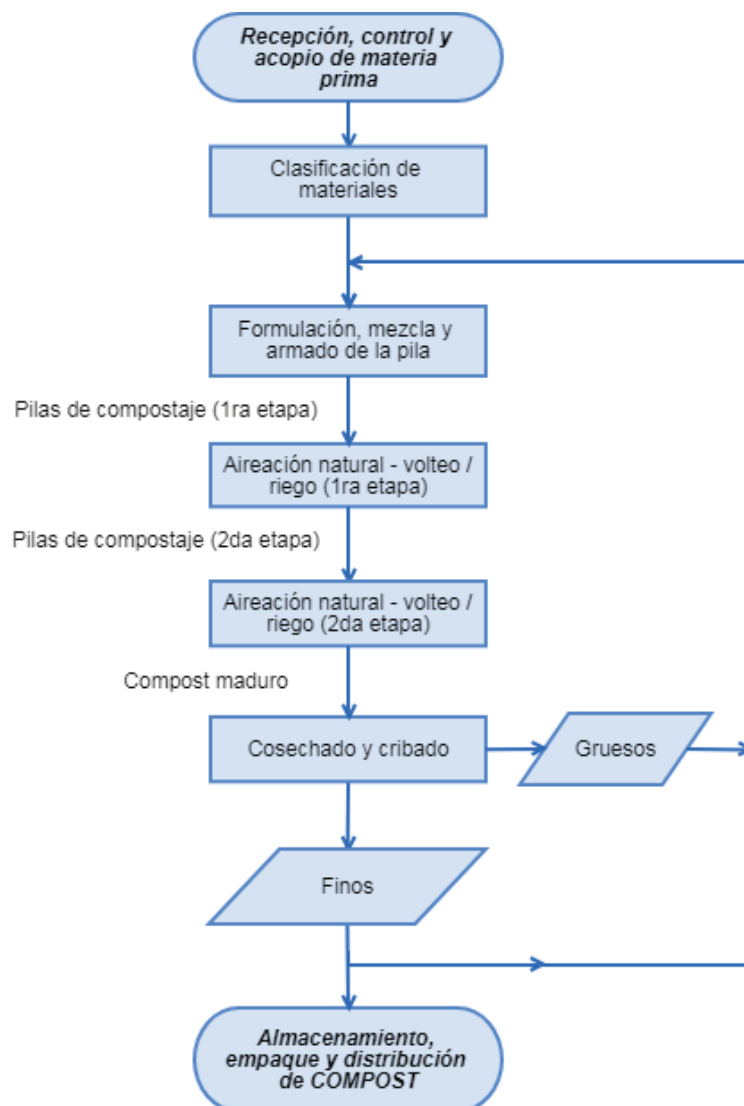 Recepción, control y
acopio de materia
prima
Clasificación de
materiales
Formulación, mezcla y
armado de la pila
Pilas de compostaje (1ra etapa)
Aireación natural - volteo /
riego (1ra etapa)
Pilas de compostaje (2da etapa)
Aireación natural - volteo /
riego (2da etapa)
Compost maduro
Cosechado y cribado
Gruesos
Finos
Almacenamiento,
empaque y distribución
de COMPOST